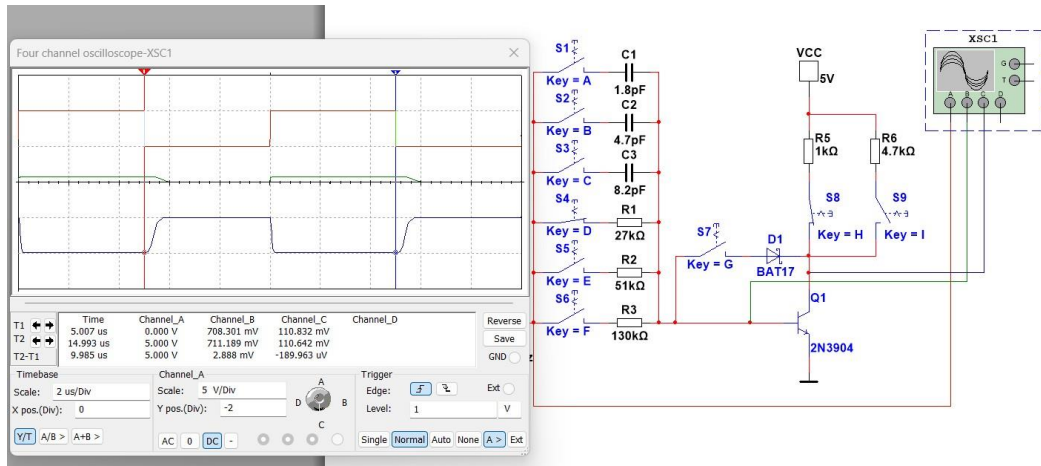 Four channel oscilloscope-XSC1
Time Channel_A Channel_B Channel_C Channel_D
T1 5.007 us 0.000 V 708.301 mV 110.832 mV
T2 14.993 us 5.000 V 711.189 mV 110.642 mV
T2-T1 9.985 us 5.000 V 2.888 mV -189.963 uV
Reverse
Save
GND
Timebase
Scale: 2 us/Div
X pos.(Div): 0
Y/T A/B > A+B >
Channel_A
Scale: 5 V/Div
Y pos.(Div): -2
AC 0 DC -
A
D B
C
Trigger
Edge: Ext
Level: 1 V
Single Normal Auto None A > Ext
S1
Key = A
C1
1.8pF
S2
Key = B
C2
4.7pF
S3
Key = C
C3
8.2pF
S4
Key = D
R1
27kΩ
S5
Key = E
R2
51kΩ
S6
Key = F
R3
130kΩ
S7
Key = G
D1
BAT17
VCC
5V
R5
1kΩ
R6
4.7kΩ
S8
Key = H
S9
Key = I
Q1
2N3904
XSC1
G
T
A B C D